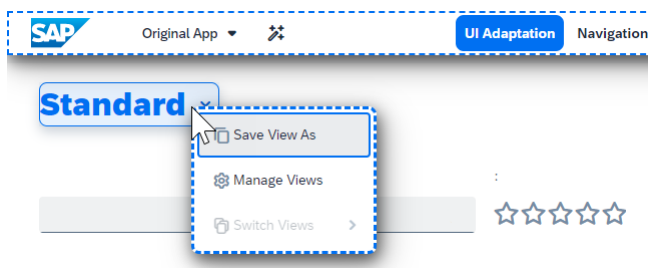 SAP Original App UI Adaptation Navigation
Standard
Save View As
Manage Views
:
Switch Views